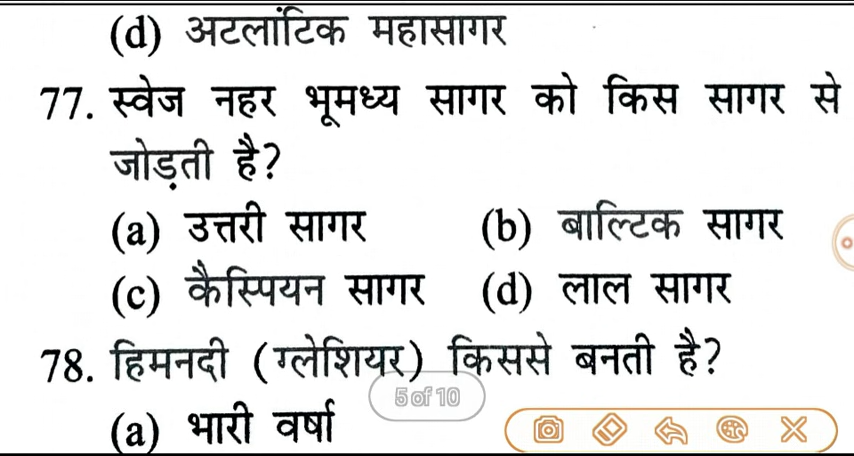 (d) अटलांटिक महासागर
77. स्वेज नहर भूमध्य सागर को किस सागर से
जोड़ती है?
(a) उत्तरी सागर (b) बाल्टिक सागर
(c) कैस्पियन सागर (d) लाल सागर
78. हिमनदी (ग्लेशियर) किससे बनती है?
5 of 10
(a) भारी वर्षा